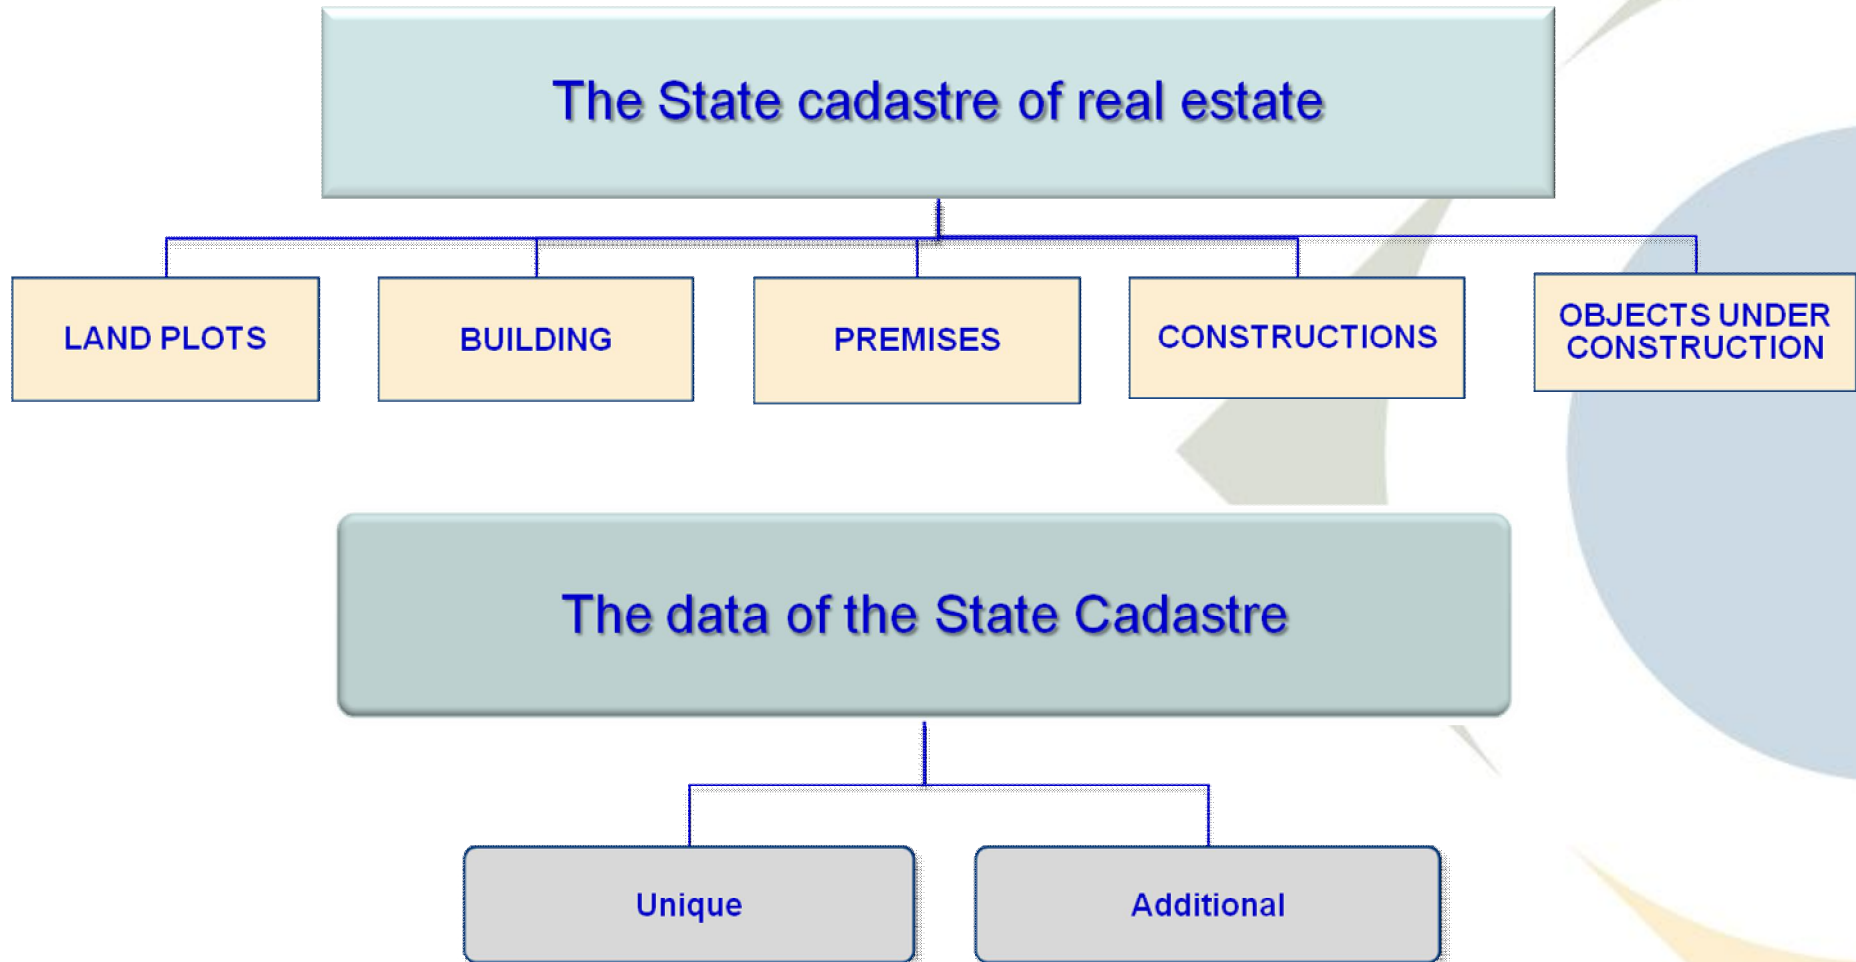 The State cadastre of real estate
LAND PLOTS
BUILDING
PREMISES
CONSTRUCTIONS
OBJECTS UNDER
CONSTRUCTION
The data of the State Cadastre
Unique
Additional